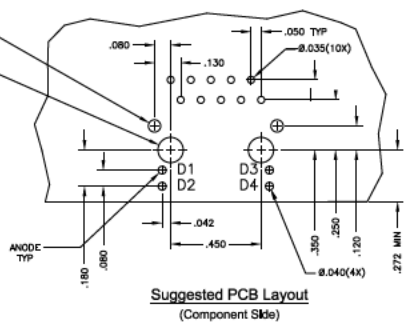 .050 TYP
.080
Ø.035(10X)
.130
D1
D3
D2
D4
ANODE
TYP
.042
.450
.180
.080
.350
.250
.120
.272 MIN
Ø.040(4X)
Suggested PCB Layout
(Component Side)